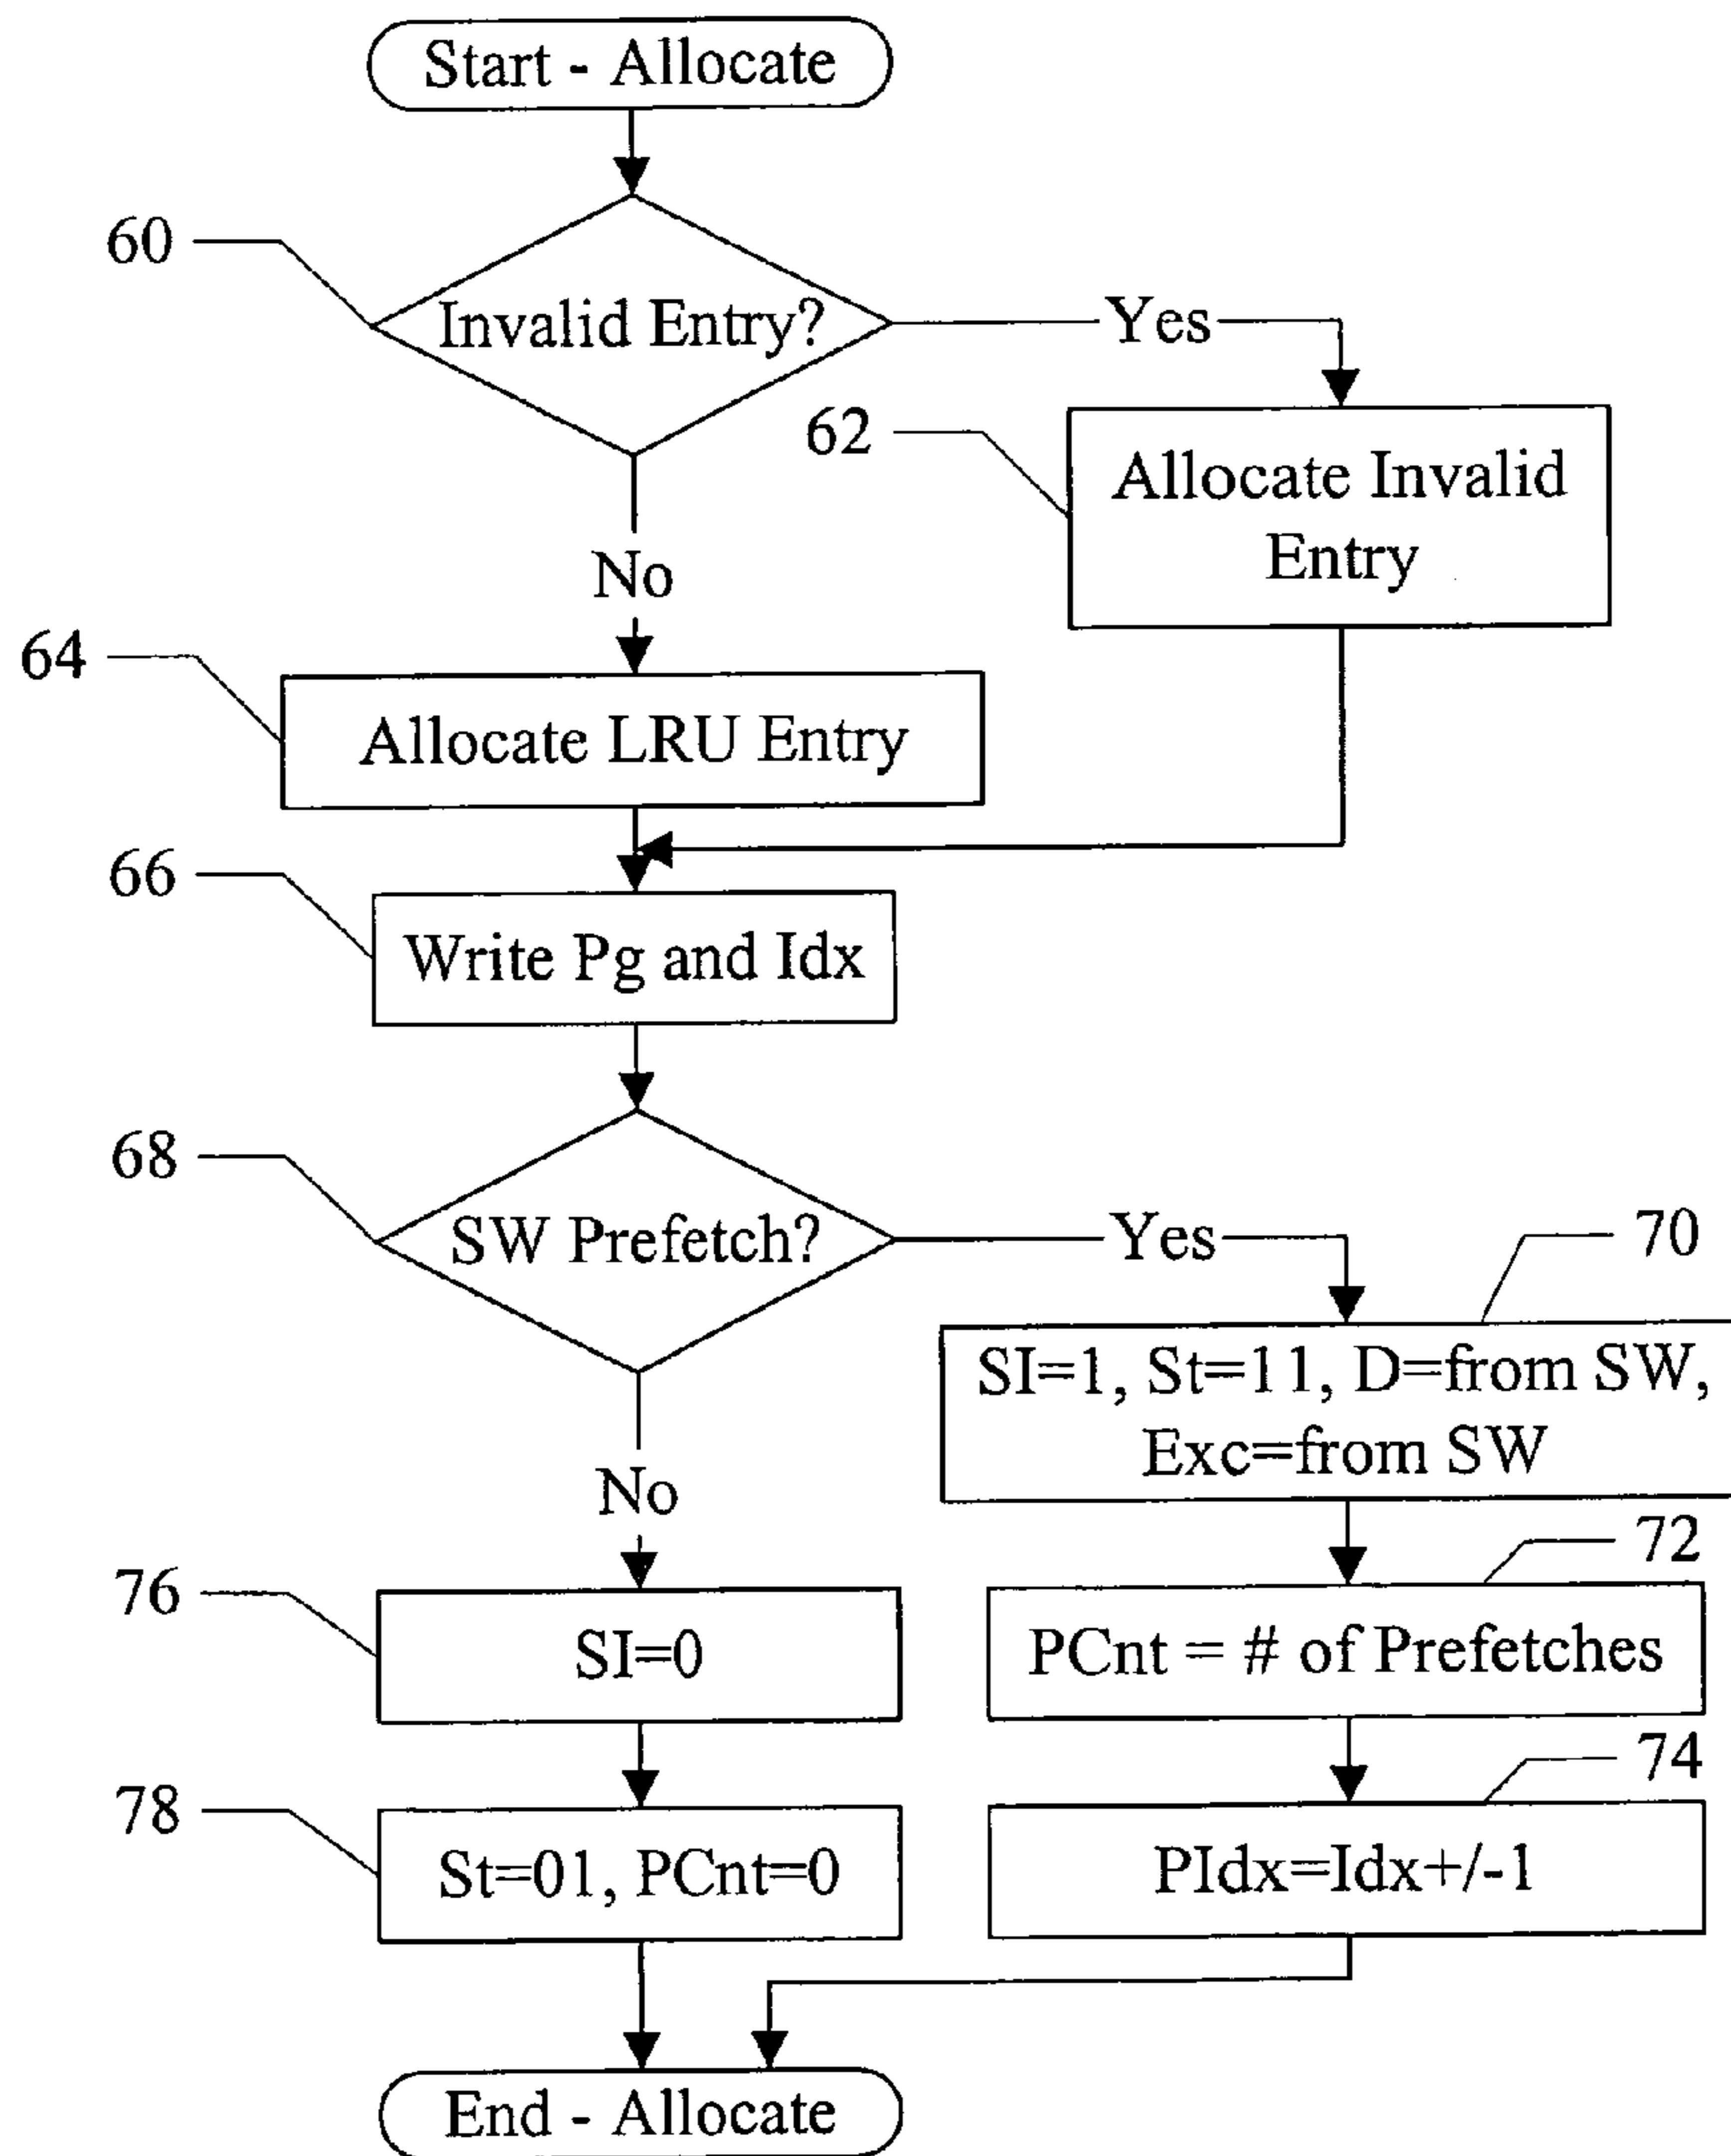 Start - Allocate
60
Invalid Entry?
Yes
62
Allocate Invalid
Entry
No
64
Allocate LRU Entry
66
Write Pg and Idx
68
SW Prefetch?
Yes
70
SI=1, St=11, D=from SW,
Exc=from SW
No
72
76
SI=0
PCnt = # of Prefetches
74
78
St=01, PCnt=0
PIdx=Idx+/-1
End - Allocate